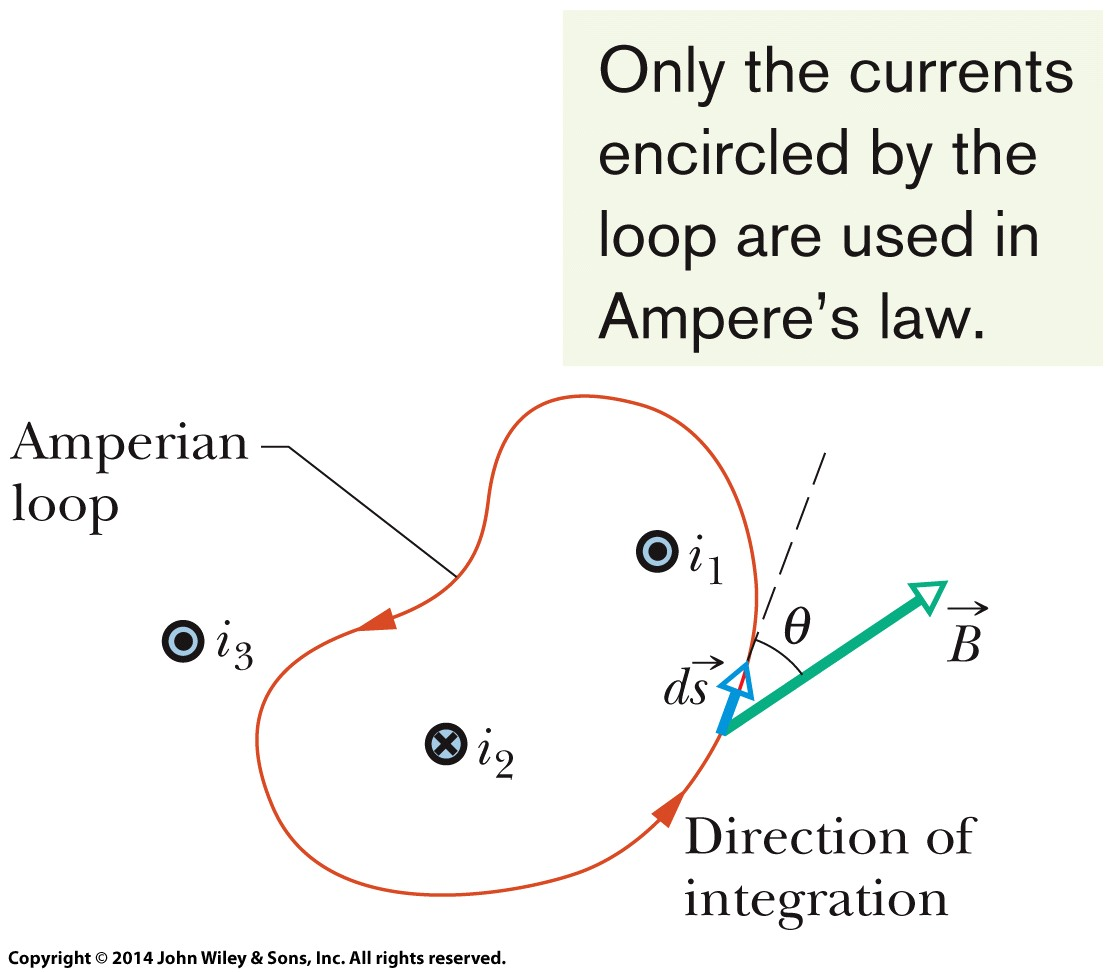 Only the currents
encircled by the
loop are used in
Ampere’s law.
Amperian
loop
i₁
θ
B⃗
i₃
ds⃗
i₂
Direction of
integration
Copyright © 2014 John Wiley & Sons, Inc. All rights reserved.